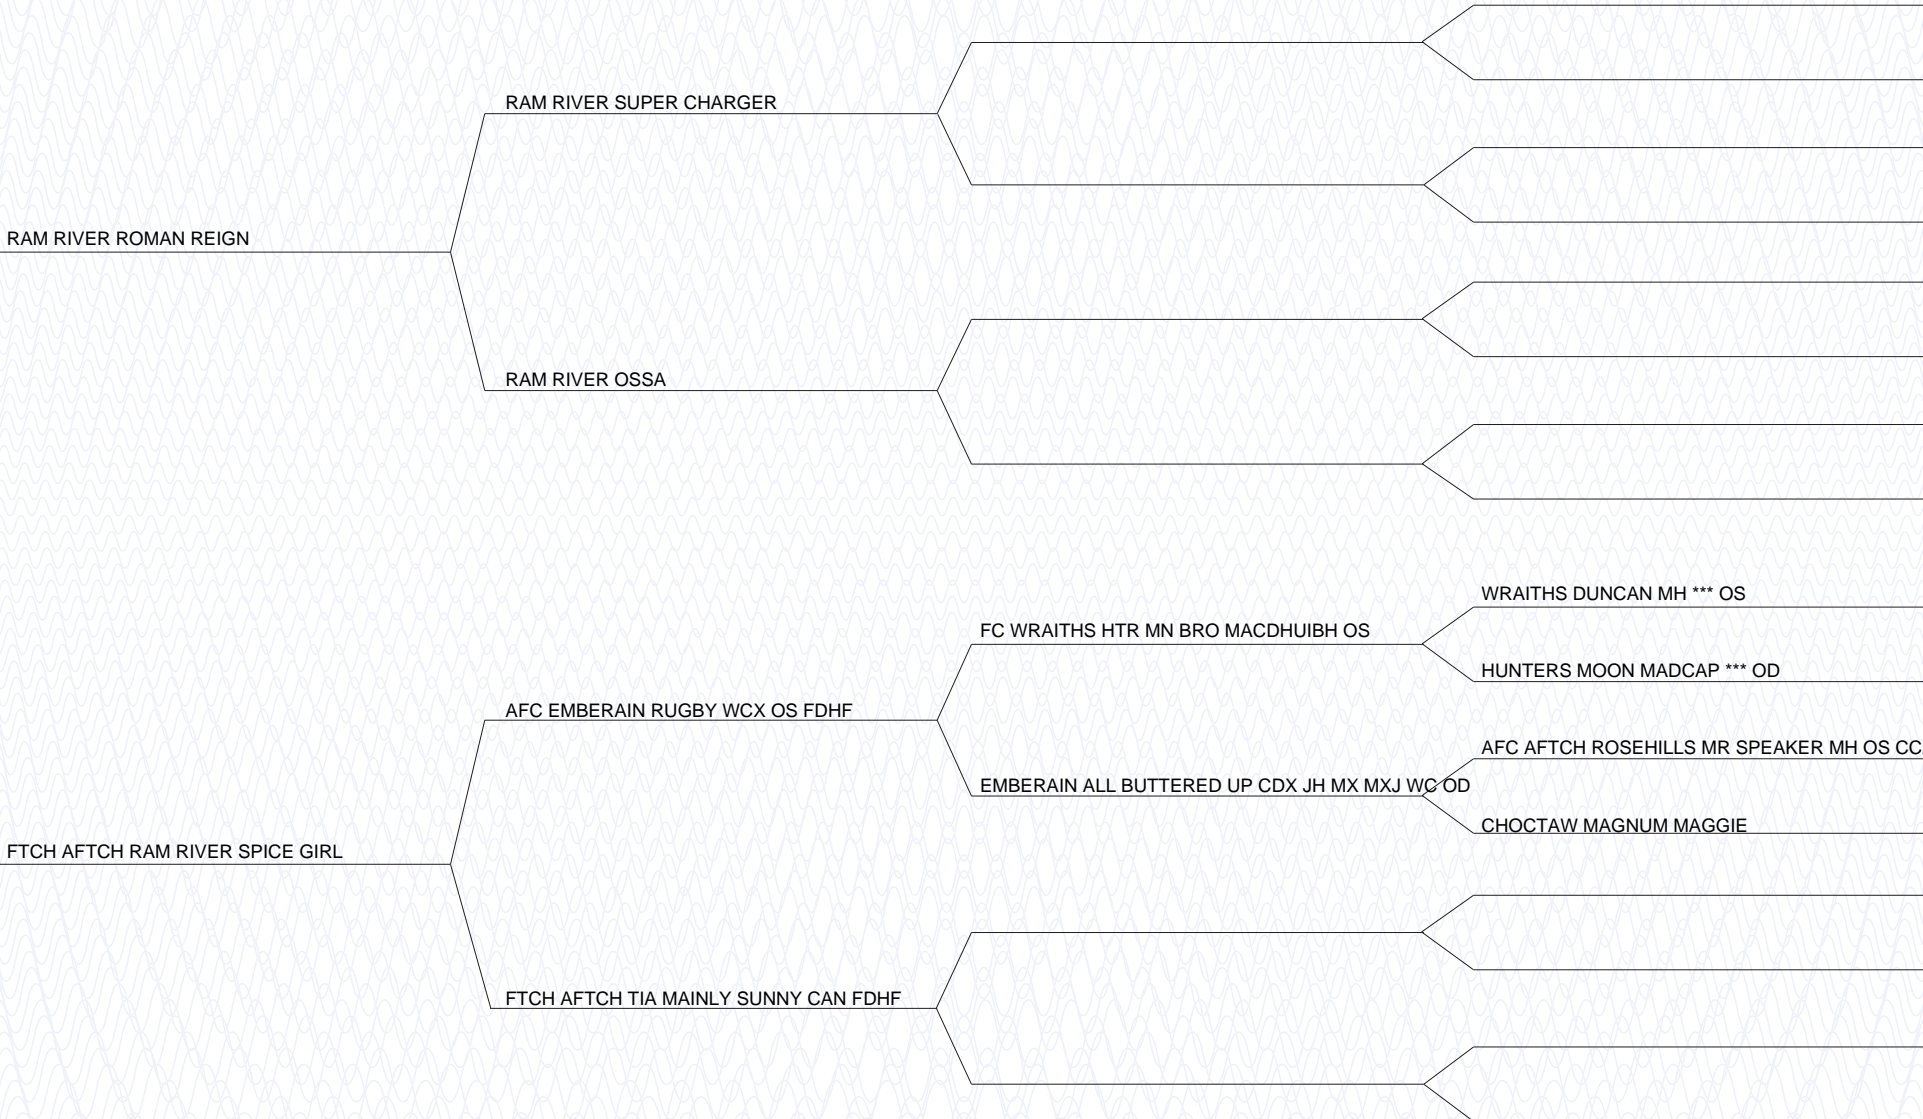 RAM RIVER SUPER CHARGER
RAM RIVER ROMAN REIGN
RAM RIVER OSSA
WRAITHS DUNCAN MH *** OS
FC WRAITHS HTR MN BRO MACDHUIBH OS
HUNTERS MOON MADCAP *** OD
AFC EMBERAIN RUGBY WCX OS FDHF
AFC AFTCH ROSEHILLS MR SPEAKER MH OS CC
EMBERAIN ALL BUTTERED UP CDX JH MX MXJ WC OD
CHOCTAW MAGNUM MAGGIE
FTCH AFTCH RAM RIVER SPICE GIRL
FTCH AFTCH TIA MAINLY SUNNY CAN FDHF